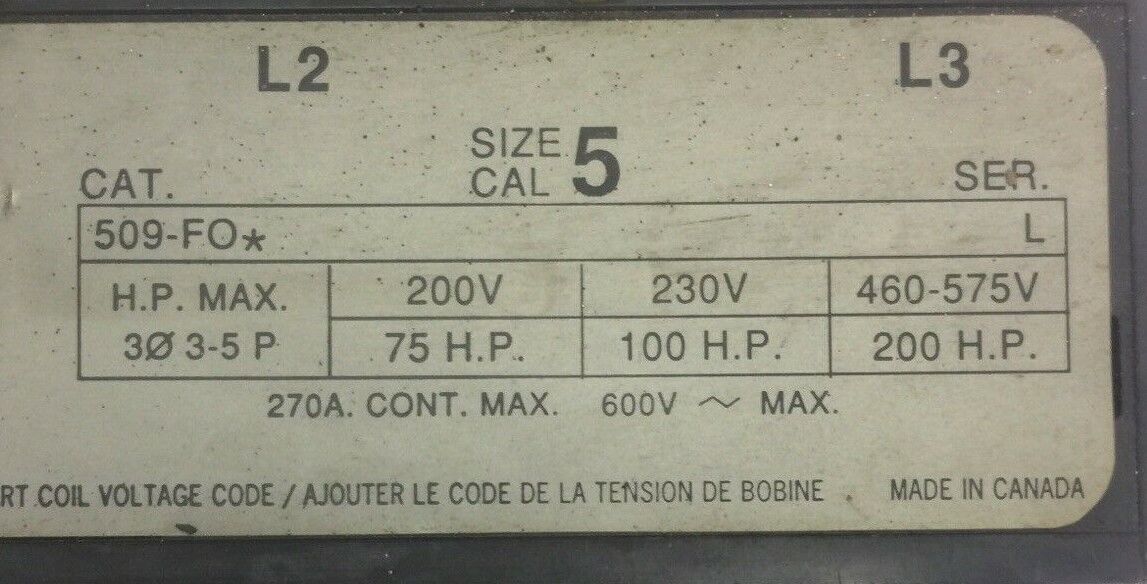 L2 L3
SIZE 5
CAL
CAT. SER.
509-FO* L
H.P. MAX. 200V 230V 460-575V
3Ø 3-5 P 75 H.P. 100 H.P. 200 H.P.
270A. CONT. MAX. 600V ~ MAX.
COIL VOLTAGE CODE / AJOUTER LE CODE DE LA TENSION DE BOBINE . MADE IN CANADA